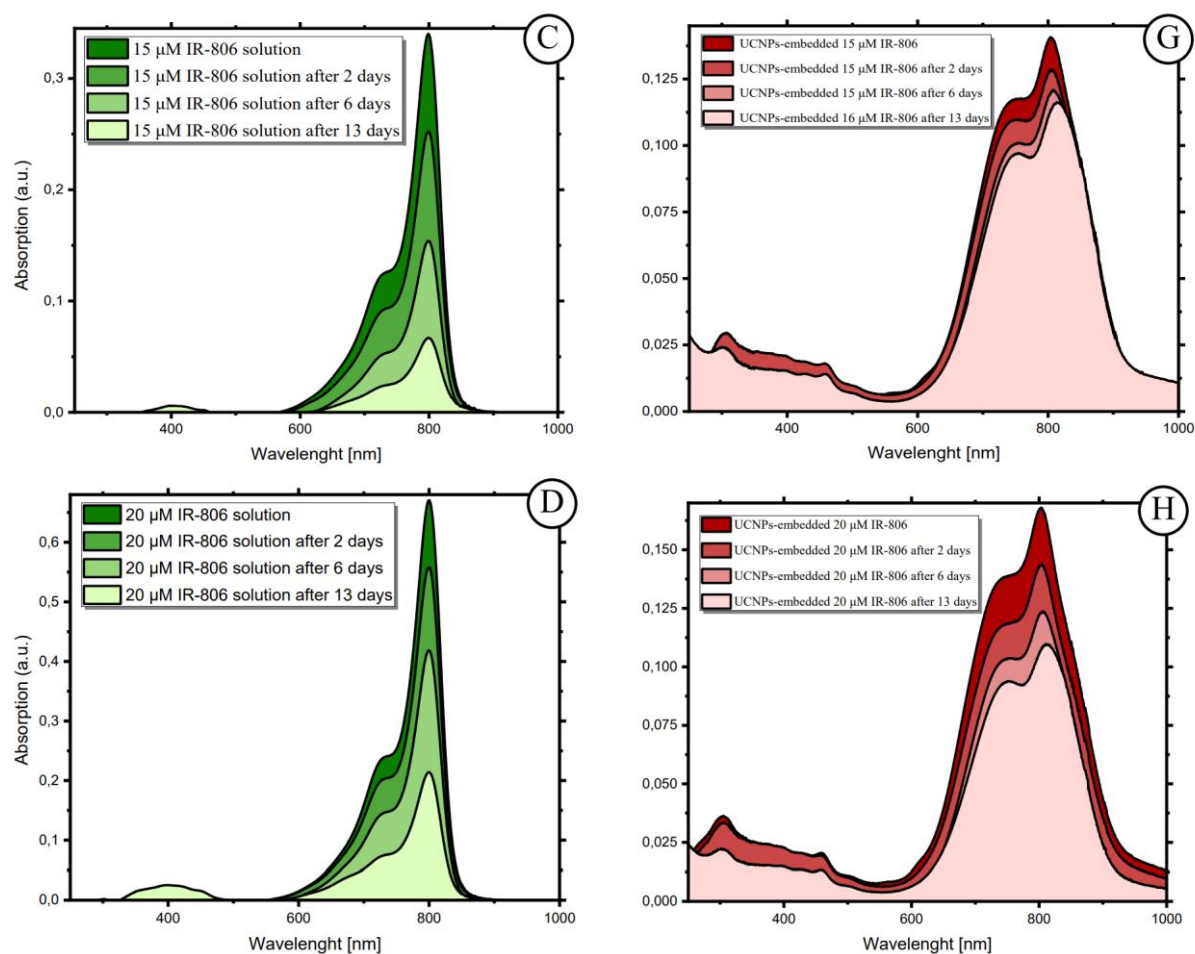 C
15 μM IR-806 solution
15 μM IR-806 solution after 2 days
15 μM IR-806 solution after 6 days
15 μM IR-806 solution after 13 days
Absorption (a.u.)
0,3
0,2
0,1
0,0
400
600
800
1000
Wavelenght [nm]
G
UCNPs-embedded 15 μM IR-806
UCNPs-embedded 15 μM IR-806 after 2 days
UCNPs-embedded 15 μM IR-806 after 6 days
UCNPs-embedded 16 μM IR-806 after 13 days
0,125
0,100
0,075
0,050
0,025
0,000
400
600
800
1000
Wavelenght [nm]
D
20 μM IR-806 solution
20 μM IR-806 solution after 2 days
20 μM IR-806 solution after 6 days
20 μM IR-806 solution after 13 days
Absorption (a.u.)
0,6
0,5
0,4
0,3
0,2
0,1
0,0
400
600
800
1000
Wavelenght [nm]
H
UCNPs-embedded 20 μM IR-806
UCNPs-embedded 20 μM IR-806 after 2 days
UCNPs-embedded 20 μM IR-806 after 6 days
UCNPs-embedded 20 μM IR-806 after 13 days
0,150
0,125
0,100
0,075
0,050
0,025
0,000
400
600
800
1000
Wavelenght [nm]